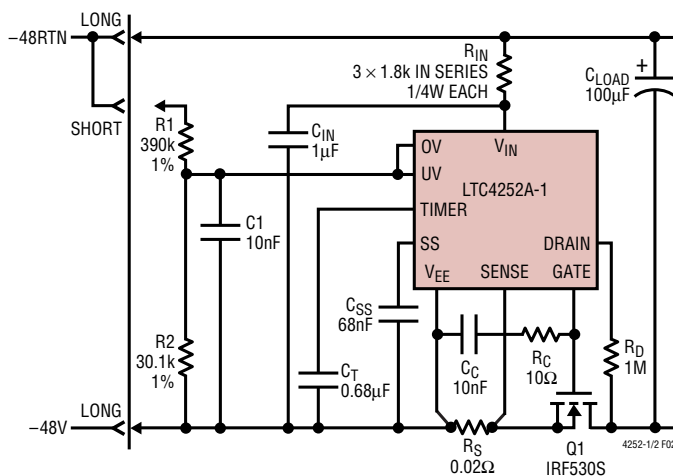 LONG
–48RTN
SHORT
R1
390k
1%
RIN
3 × 1.8k IN SERIES
1/4W EACH
+
CLOAD
100µF
CIN
1µF
OV
UV
VIN
LTC4252A-1
TIMER
SS
DRAIN
VEE
SENSE
GATE
C1
10nF
CSS
68nF
R2
30.1k
1%
CT
0.68µF
CC
10nF
RC
10Ω
RD
1M
LONG
–48V
RS
0.02Ω
Q1
IRF530S
4252-1/2 F02